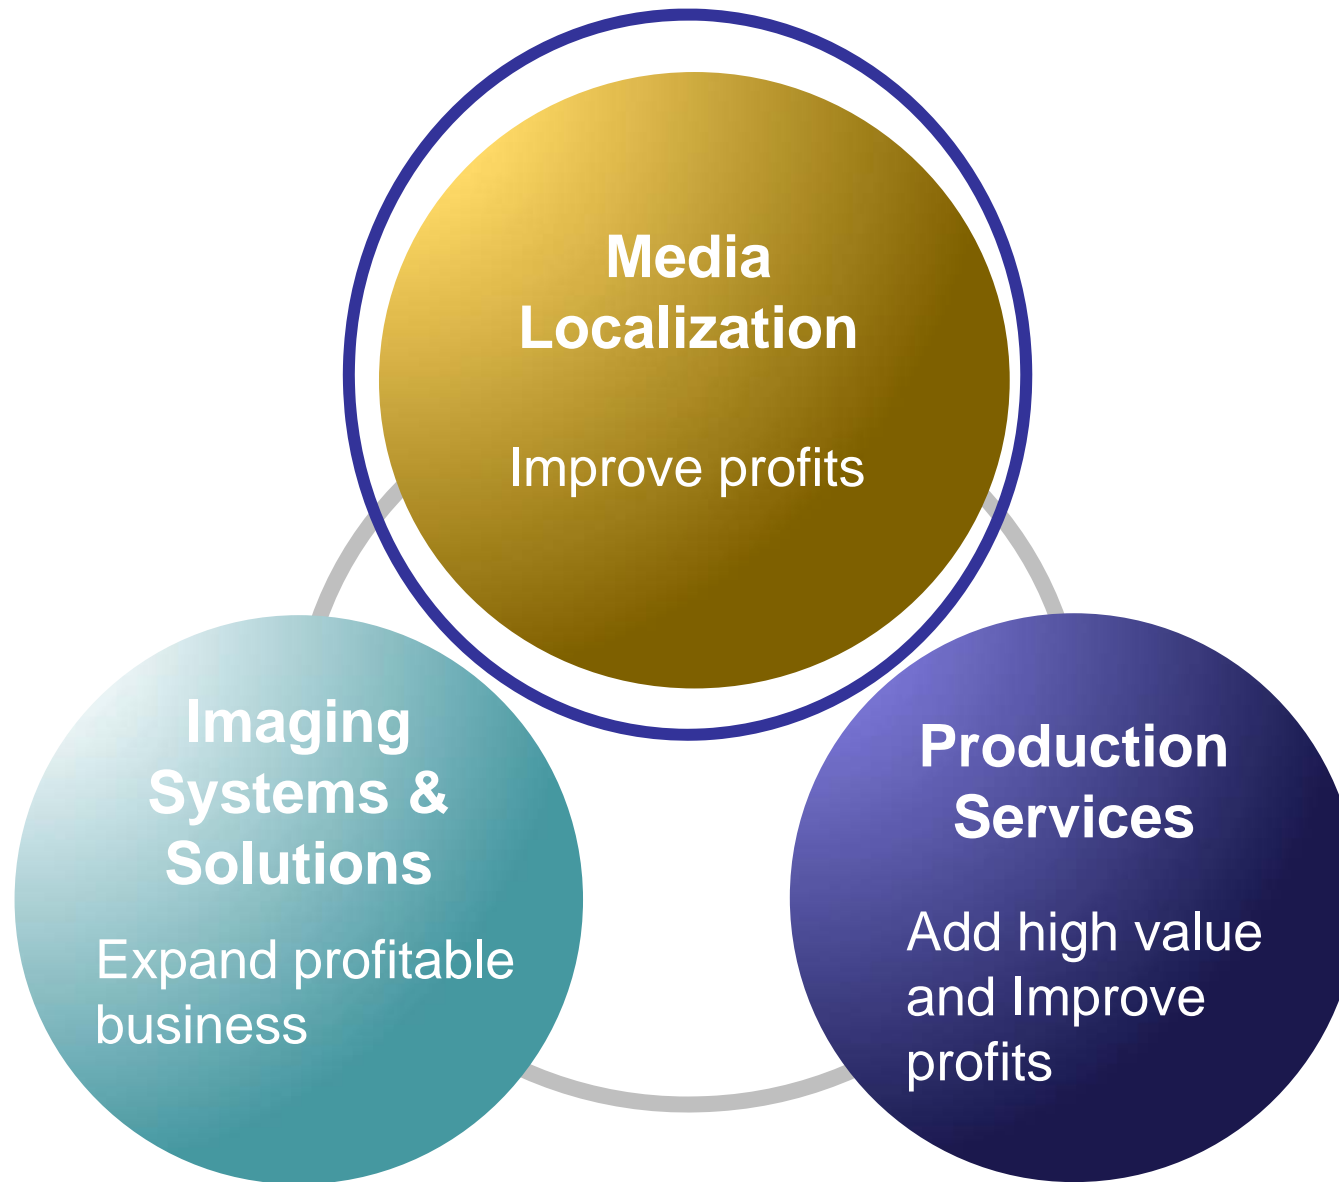 Media
Localization
Improve profits
Imaging
Systems &
Solutions
Expand profitable
business
Production
Services
Add high value
and Improve
profits